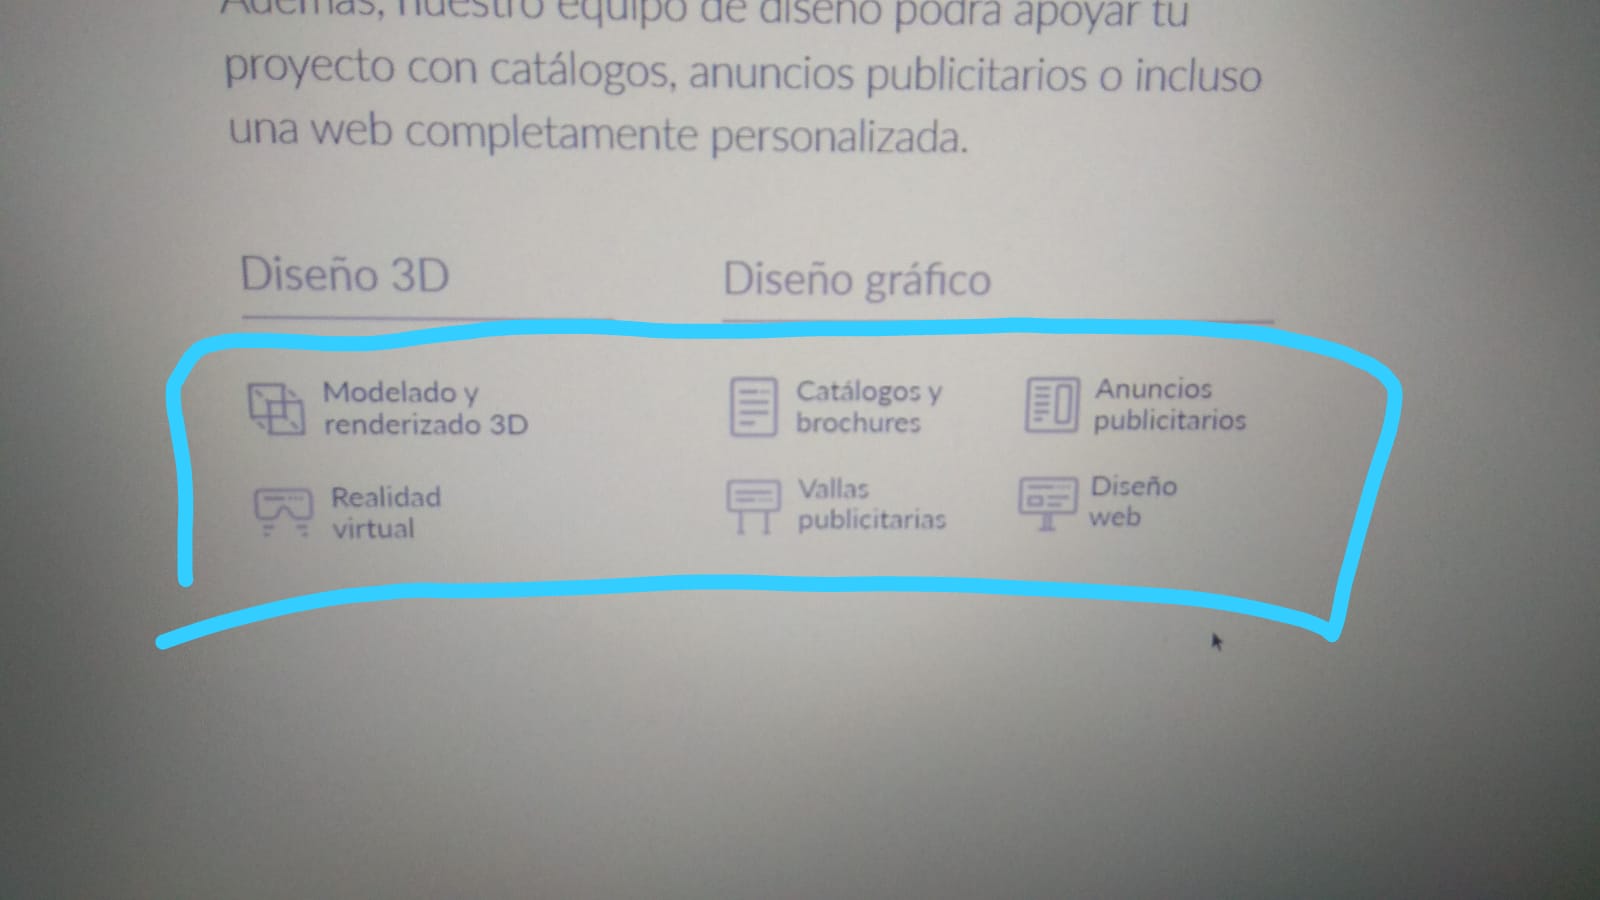 Además, nuestro equipo de diseño podrá apoyar tu
proyecto con catálogos, anuncios publicitarios o incluso
una web completamente personalizada.
Diseño 3D
Modelado y
renderizado 3D
Realidad
virtual
Diseño gráfico
Catálogos y
brochures
Anuncios
publicitarios
Vallas
publicitarias
Diseño
web